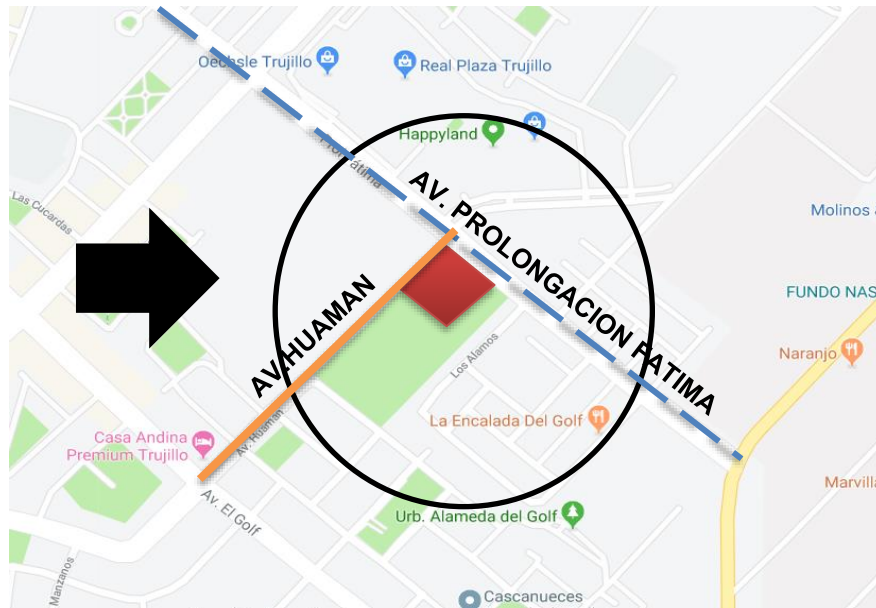 Oechsle Trujillo
Real Plaza Trujillo
Happyland
Prol. Fátima
AV. PROLONGACION FATIMA
Las Cucardas
Molinos
FUNDO NAS
AV.HUAMAN
Naranjo
Los Alamos
La Encalada Del Golf
Casa Andina
Premium Trujillo
Av. Huaman
Marvilla
Av. El Golf
Urb. Alameda del Golf
Manzanos
Cascanueces